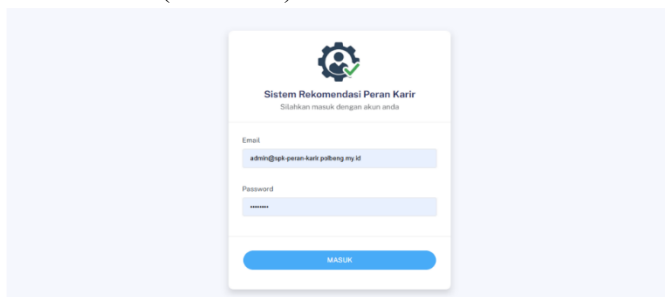 Sistem Rekomendasi Peran Karir
Silahkan masuk dengan akun anda
Email
admin@spk-peran-karir.polbeng.my.id
Password
••••••••
MASUK